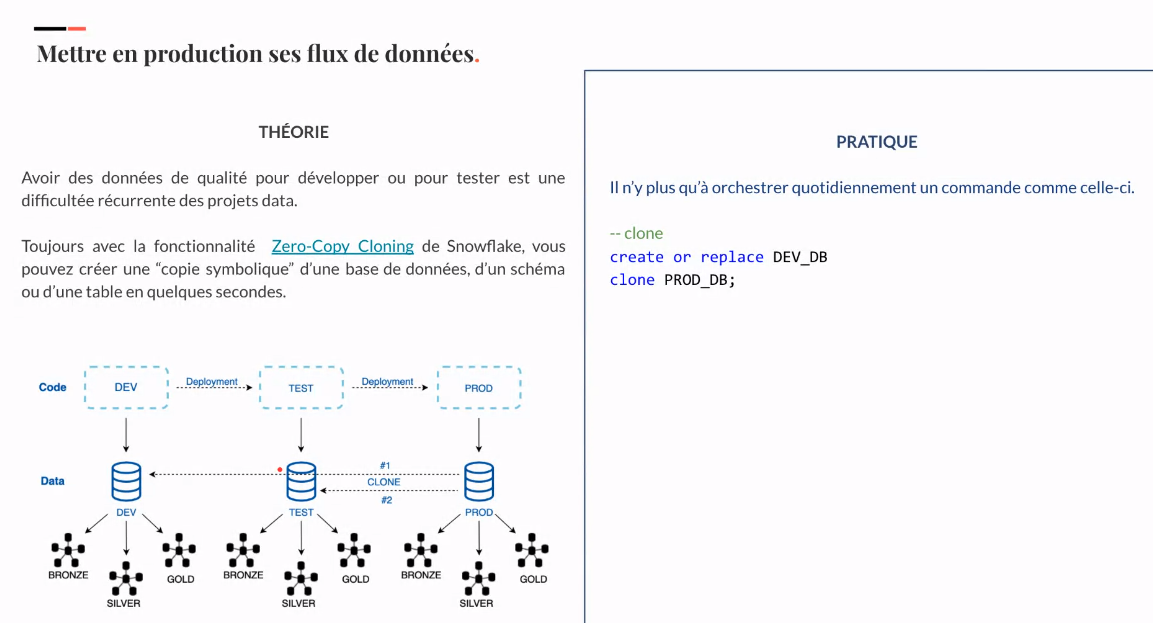 Mettre en production ses flux de données.
THÉORIE
Avoir des données de qualité pour développer ou pour tester est une
difficultée récurrente des projets data.
Toujours avec la fonctionnalité Zero-Copy Cloning de Snowflake, vous
pouvez créer une “copie symbolique” d’une base de données, d’un schéma
ou d’une table en quelques secondes.
Code
DEV
Deployment
TEST
Deployment
PROD
Data
#1
CLONE
#2
DEV
TEST
PROD
BRONZE
SILVER
GOLD
BRONZE
SILVER
GOLD
BRONZE
SILVER
GOLD
PRATIQUE
Il n’y plus qu’à orchestrer quotidiennement un commande comme celle-ci.
-- clone
create or replace DEV_DB
clone PROD_DB;